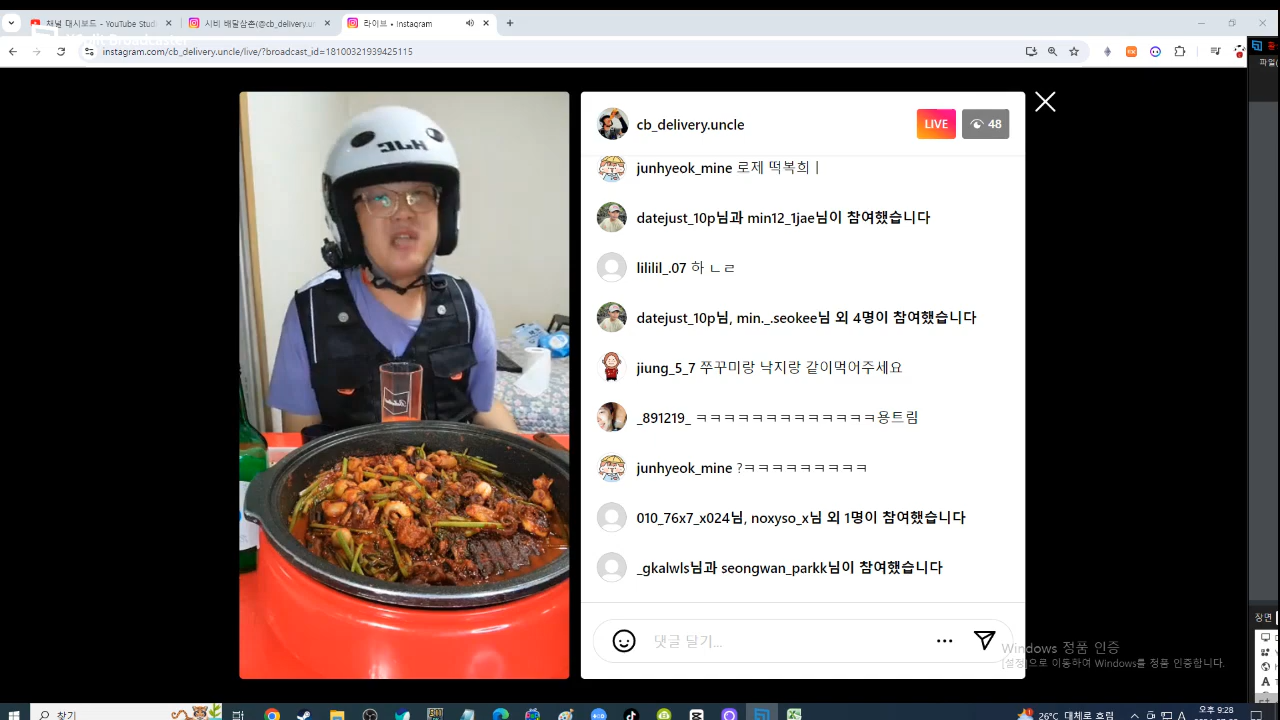 채널 대시보드 - YouTube Studi
시비 배달삼촌(@cb_delivery.u
라이브 • Instagram
XSplit Broadcaster
instagram.com/cb_delivery.uncle/live/?broadcast_id=18100321939425115
파일(
cb_delivery.uncle
LIVE
48
junhyeok_mine 로제 떡복희ㅣ
datejust_10p님과 min12_1jae님이 참여했습니다
lililil_.07 하 ㄴㄹ
datejust_10p님, min._.seokee님 외 4명이 참여했습니다
jiung_5_7 쭈꾸미랑 낙지랑 같이먹어주세요
_891219_ ㅋㅋㅋㅋㅋㅋㅋㅋㅋㅋㅋㅋㅋ용트림
junhyeok_mine ?ㅋㅋㅋㅋㅋㅋㅋㅋㅋ
010_76x7_x024님, noxyso_x님 외 1명이 참여했습니다
_gkalwls님과 seongwan_parkk님이 참여했습니다
댓글 달기...
장면
Windows 정품 인증
[설정]으로 이동하여 Windows를 정품 인증합니다.
찾기
26°C 대체로 흐림
A
오후 9:28